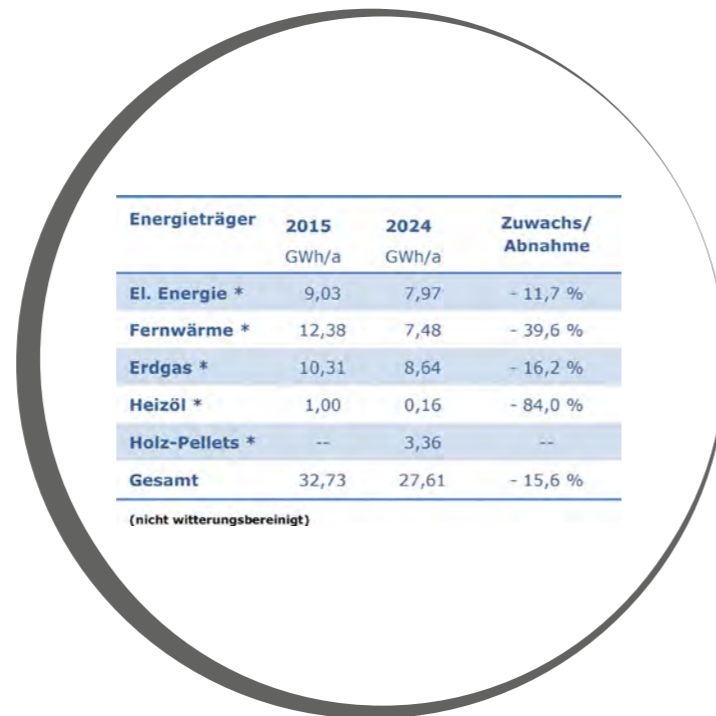 Energieträger 2015 2024 Zuwachs/
GWh/a GWh/a Abnahme
El. Energie * 9,03 7,97 - 11,7 %
Fernwärme * 12,38 7,48 - 39,6 %
Erdgas * 10,31 8,64 - 16,2 %
Heizöl * 1,00 0,16 - 84,0 %
Holz-Pellets * -- 3,36 --
Gesamt 32,73 27,61 - 15,6 %
(nicht witterungsbereinigt)